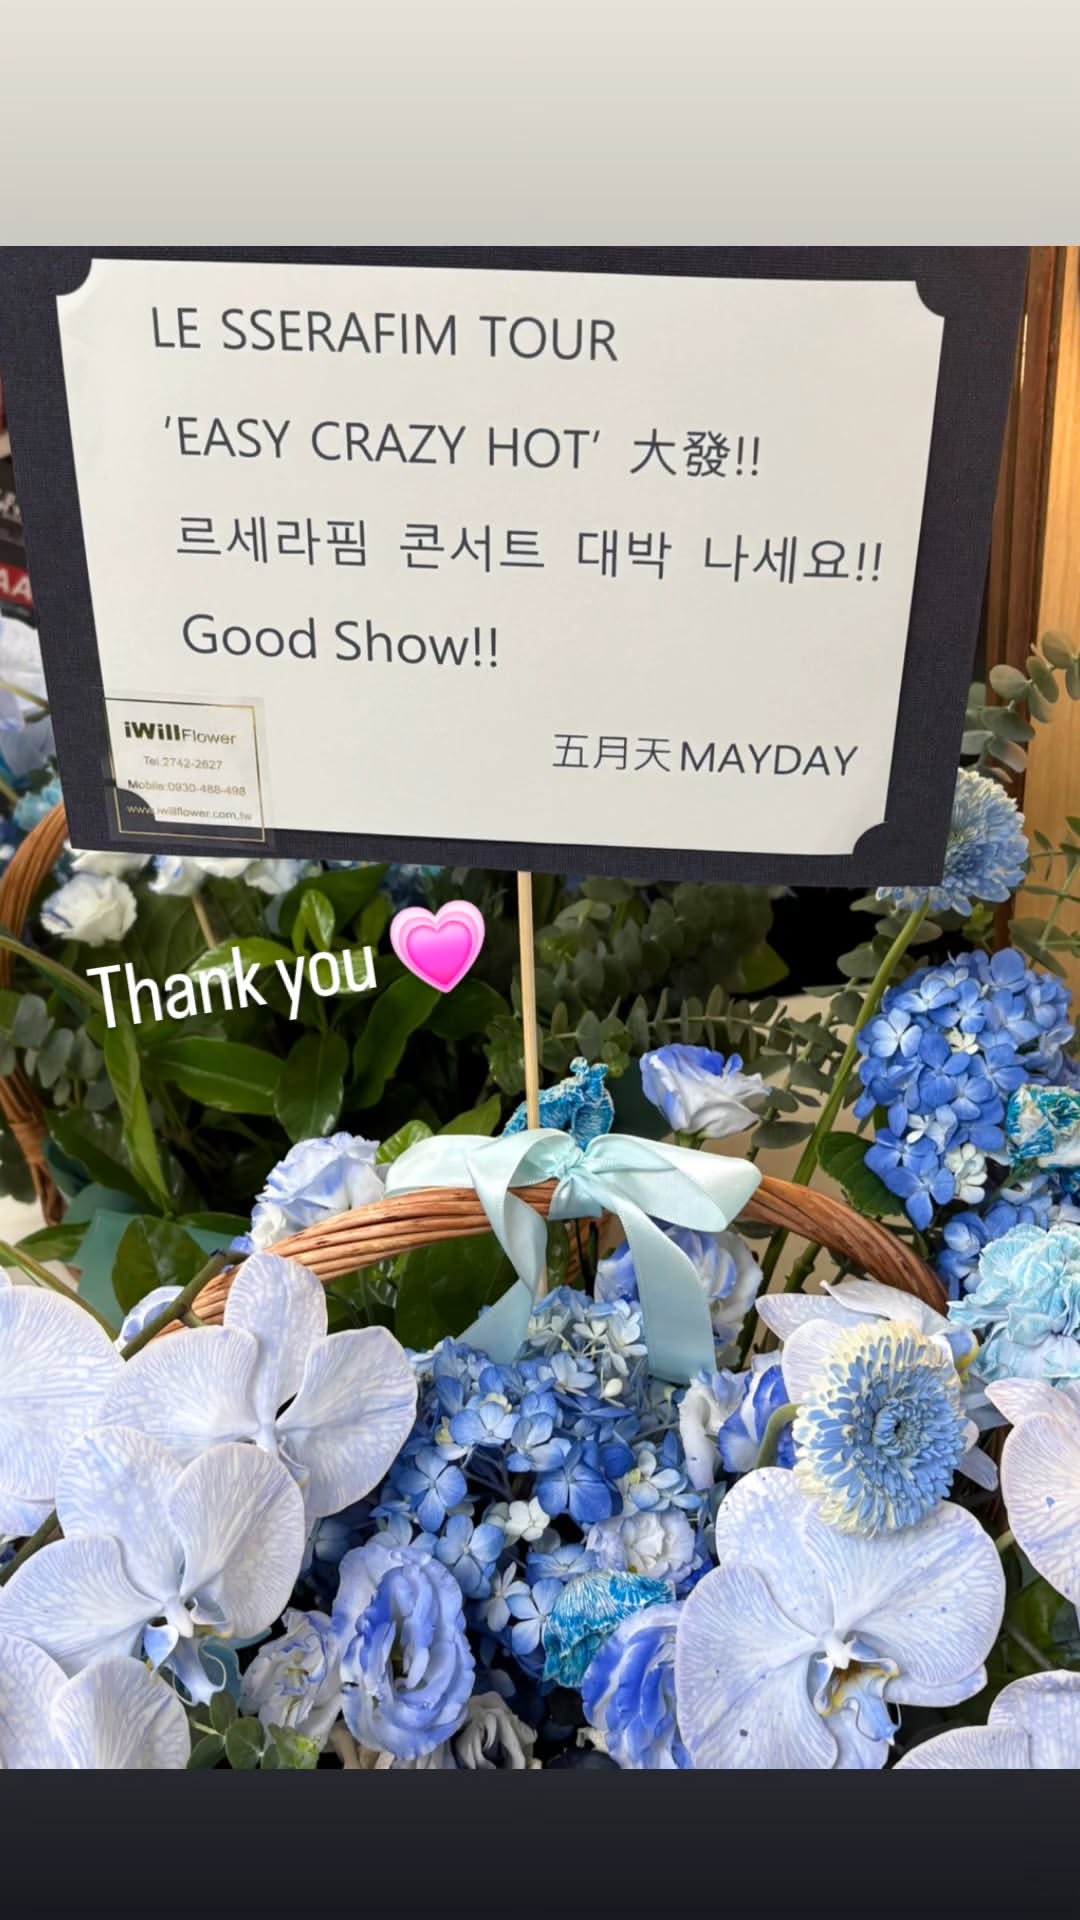 LE SSERAFIM TOUR
'EASY CRAZY HOT' 大發!!
르세라핌 콘서트 대박 나세요!!
Good Show!!
五月天MAYDAY
iWillFlower
Tel:2742-2627
Mobile:0930-488-498
www.iwillflower.com.tw
Thank you